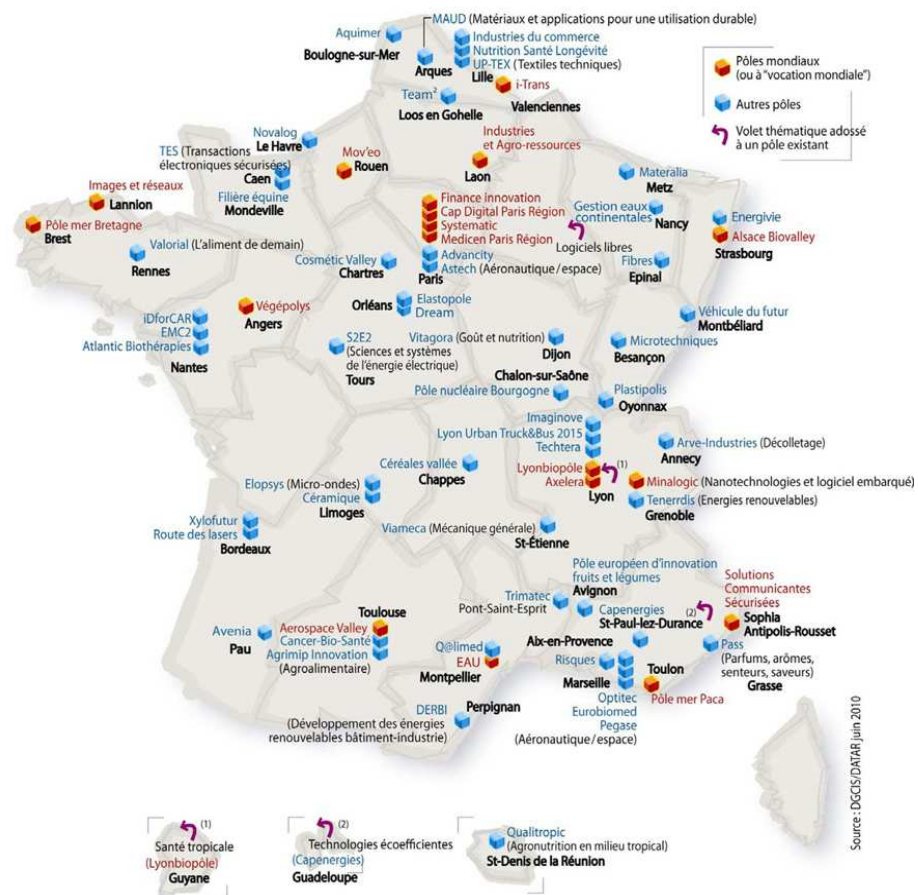 MAUD (Matériaux et applications pour une utilisation durable)
Aquimer
Boulogne-sur-Mer
Arques
Industries du commerce
Nutrition Santé Longévité
UP-TEX (Textiles techniques)
Lille
i-Trans
Valenciennes
Team²
Loos en Gohelle
Pôles mondiaux
(ou à "vocation mondiale")
Autres pôles
Volet thématique adossé
à un pôle existant
Novalog
Le Havre
TES (Transactions
électroniques sécurisées)
Caen
Filière équine
Mondeville
Mov'eo
Rouen
Industries
et Agro-ressources
Laon
Materalia
Metz
Images et réseaux
Lannion
Pôle mer Bretagne
Brest
Valorial (L'aliment de demain)
Rennes
Finance innovation
Cap Digital Paris Région
Systematic
Medicen Paris Région
Advancity
Astech (Aéronautique/espace)
Paris
Logiciels libres
Gestion eaux
continentales
Nancy
Energivie
Alsace Biovalley
Strasbourg
Fibres
Epinal
Cosmétic Valley
Chartres
Orléans
Elastopole
Dream
Végépolys
Angers
iDforCAR
EMC2
Atlantic Biothérapies
Nantes
S2E2
(Sciences et systèmes
de l'énergie électrique)
Tours
Vitagora (Goût et nutrition)
Dijon
Véhicule du futur
Montbéliard
Microtechniques
Besançon
Chalon-sur-Saône
Pôle nucléaire Bourgogne
Plastipolis
Oyonnax
Imaginove
Lyon Urban Truck&Bus 2015
Techtera
Lyonbiopôle
Axelera
(1)
Lyon
Arve-Industries (Décolletage)
Annecy
Minalogic (Nanotechnologies et logiciel embarqué)
Tenerrdis (Energies renouvelables)
Grenoble
Céréales vallée
Chappes
Elopsys (Micro-ondes)
Céramique
Limoges
Viameca (Mécanique générale)
St-Étienne
Xylofutur
Route des lasers
Bordeaux
Pôle européen d'innovation
fruits et légumes
Avignon
Trimatec
Pont-Saint-Esprit
Capenergies
(2)
St-Paul-lez-Durance
Solutions
Communicantes
Sécurisées
Sophia
Antipolis-Rousset
Toulouse
Aerospace Valley
Cancer-Bio-Santé
Agrimip Innovation
(Agroalimentaire)
Avenia
Pau
Q@limed
EAU
Montpellier
Aix-en-Provence
Risques
Marseille
Optitec
Eurobiomed
Pegase
(Aéronautique/espace)
Toulon
Pôle mer Paca
Pass
(Parfums, arômes,
senteurs, saveurs)
Grasse
Perpignan
DERBI
(Développement des énergies
renouvelables bâtiment-industrie)
Source : DGCIS/DATAR juin 2010
(1)
Santé tropicale
(Lyonbiopôle)
Guyane
(2)
Technologies écoefficientes
(Capénergies)
Guadeloupe
Qualitropic
(Agronutrition en milieu tropical)
St-Denis de la Réunion